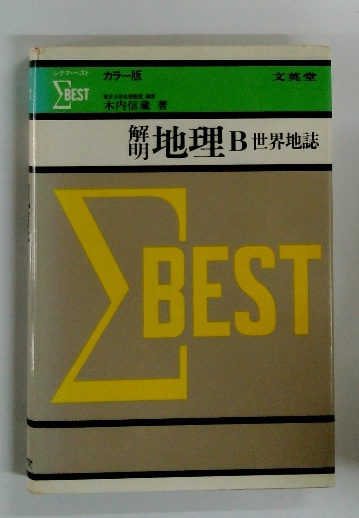 シグマ・ベスト
ΣBEST
カラー版
文英堂
木内信蔵 著
解明 地理B 世界地誌
ΣBEST